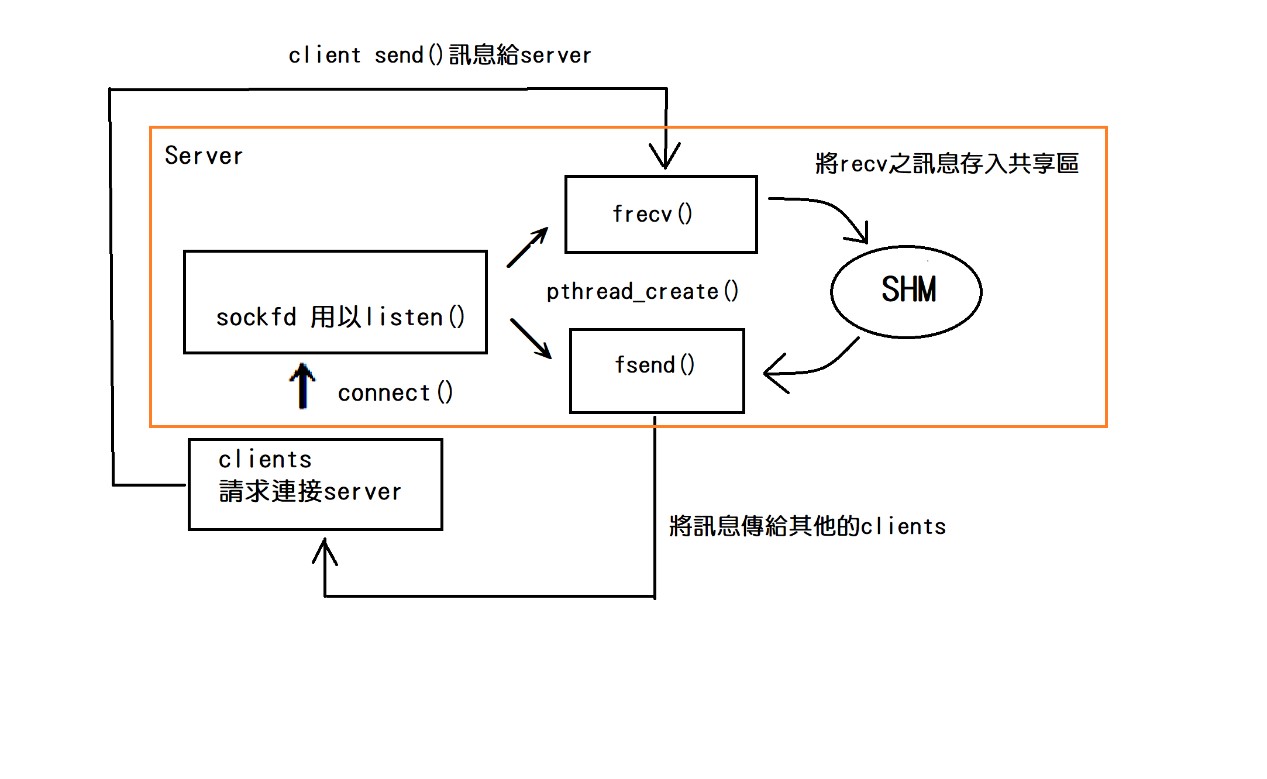 client send()訊息給server
Server
將recv之訊息存入共享區
frecv()
SHM
pthread_create()
sockfd 用以listen()
fsend()
connect()
clients
請求連接server
將訊息傳給其他的clients